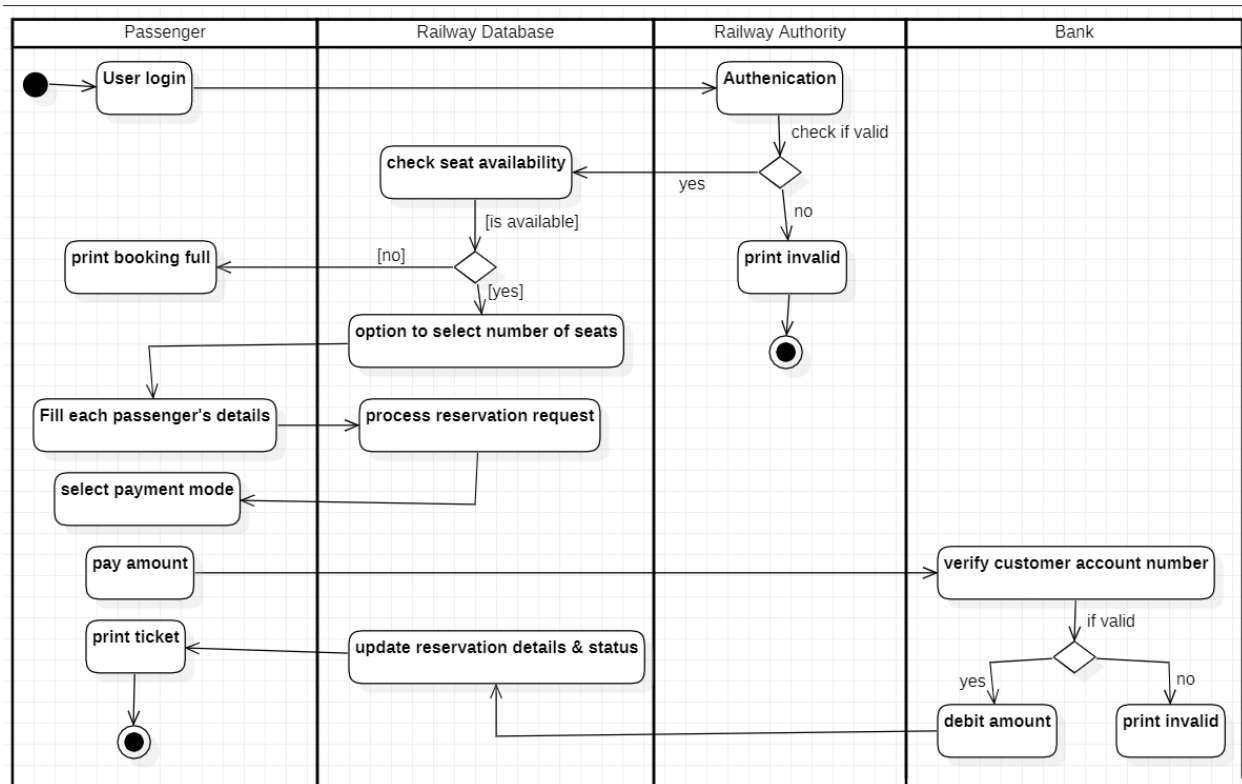 Passenger
Railway Database
Railway Authority
Bank
User login
Authenication
check if valid
check seat availability
yes
no
[is available]
print booking full
[no]
print invalid
[yes]
option to select number of seats
Fill each passenger's details
process reservation request
select payment mode
pay amount
verify customer account number
if valid
print ticket
update reservation details & status
yes
no
debit amount
print invalid